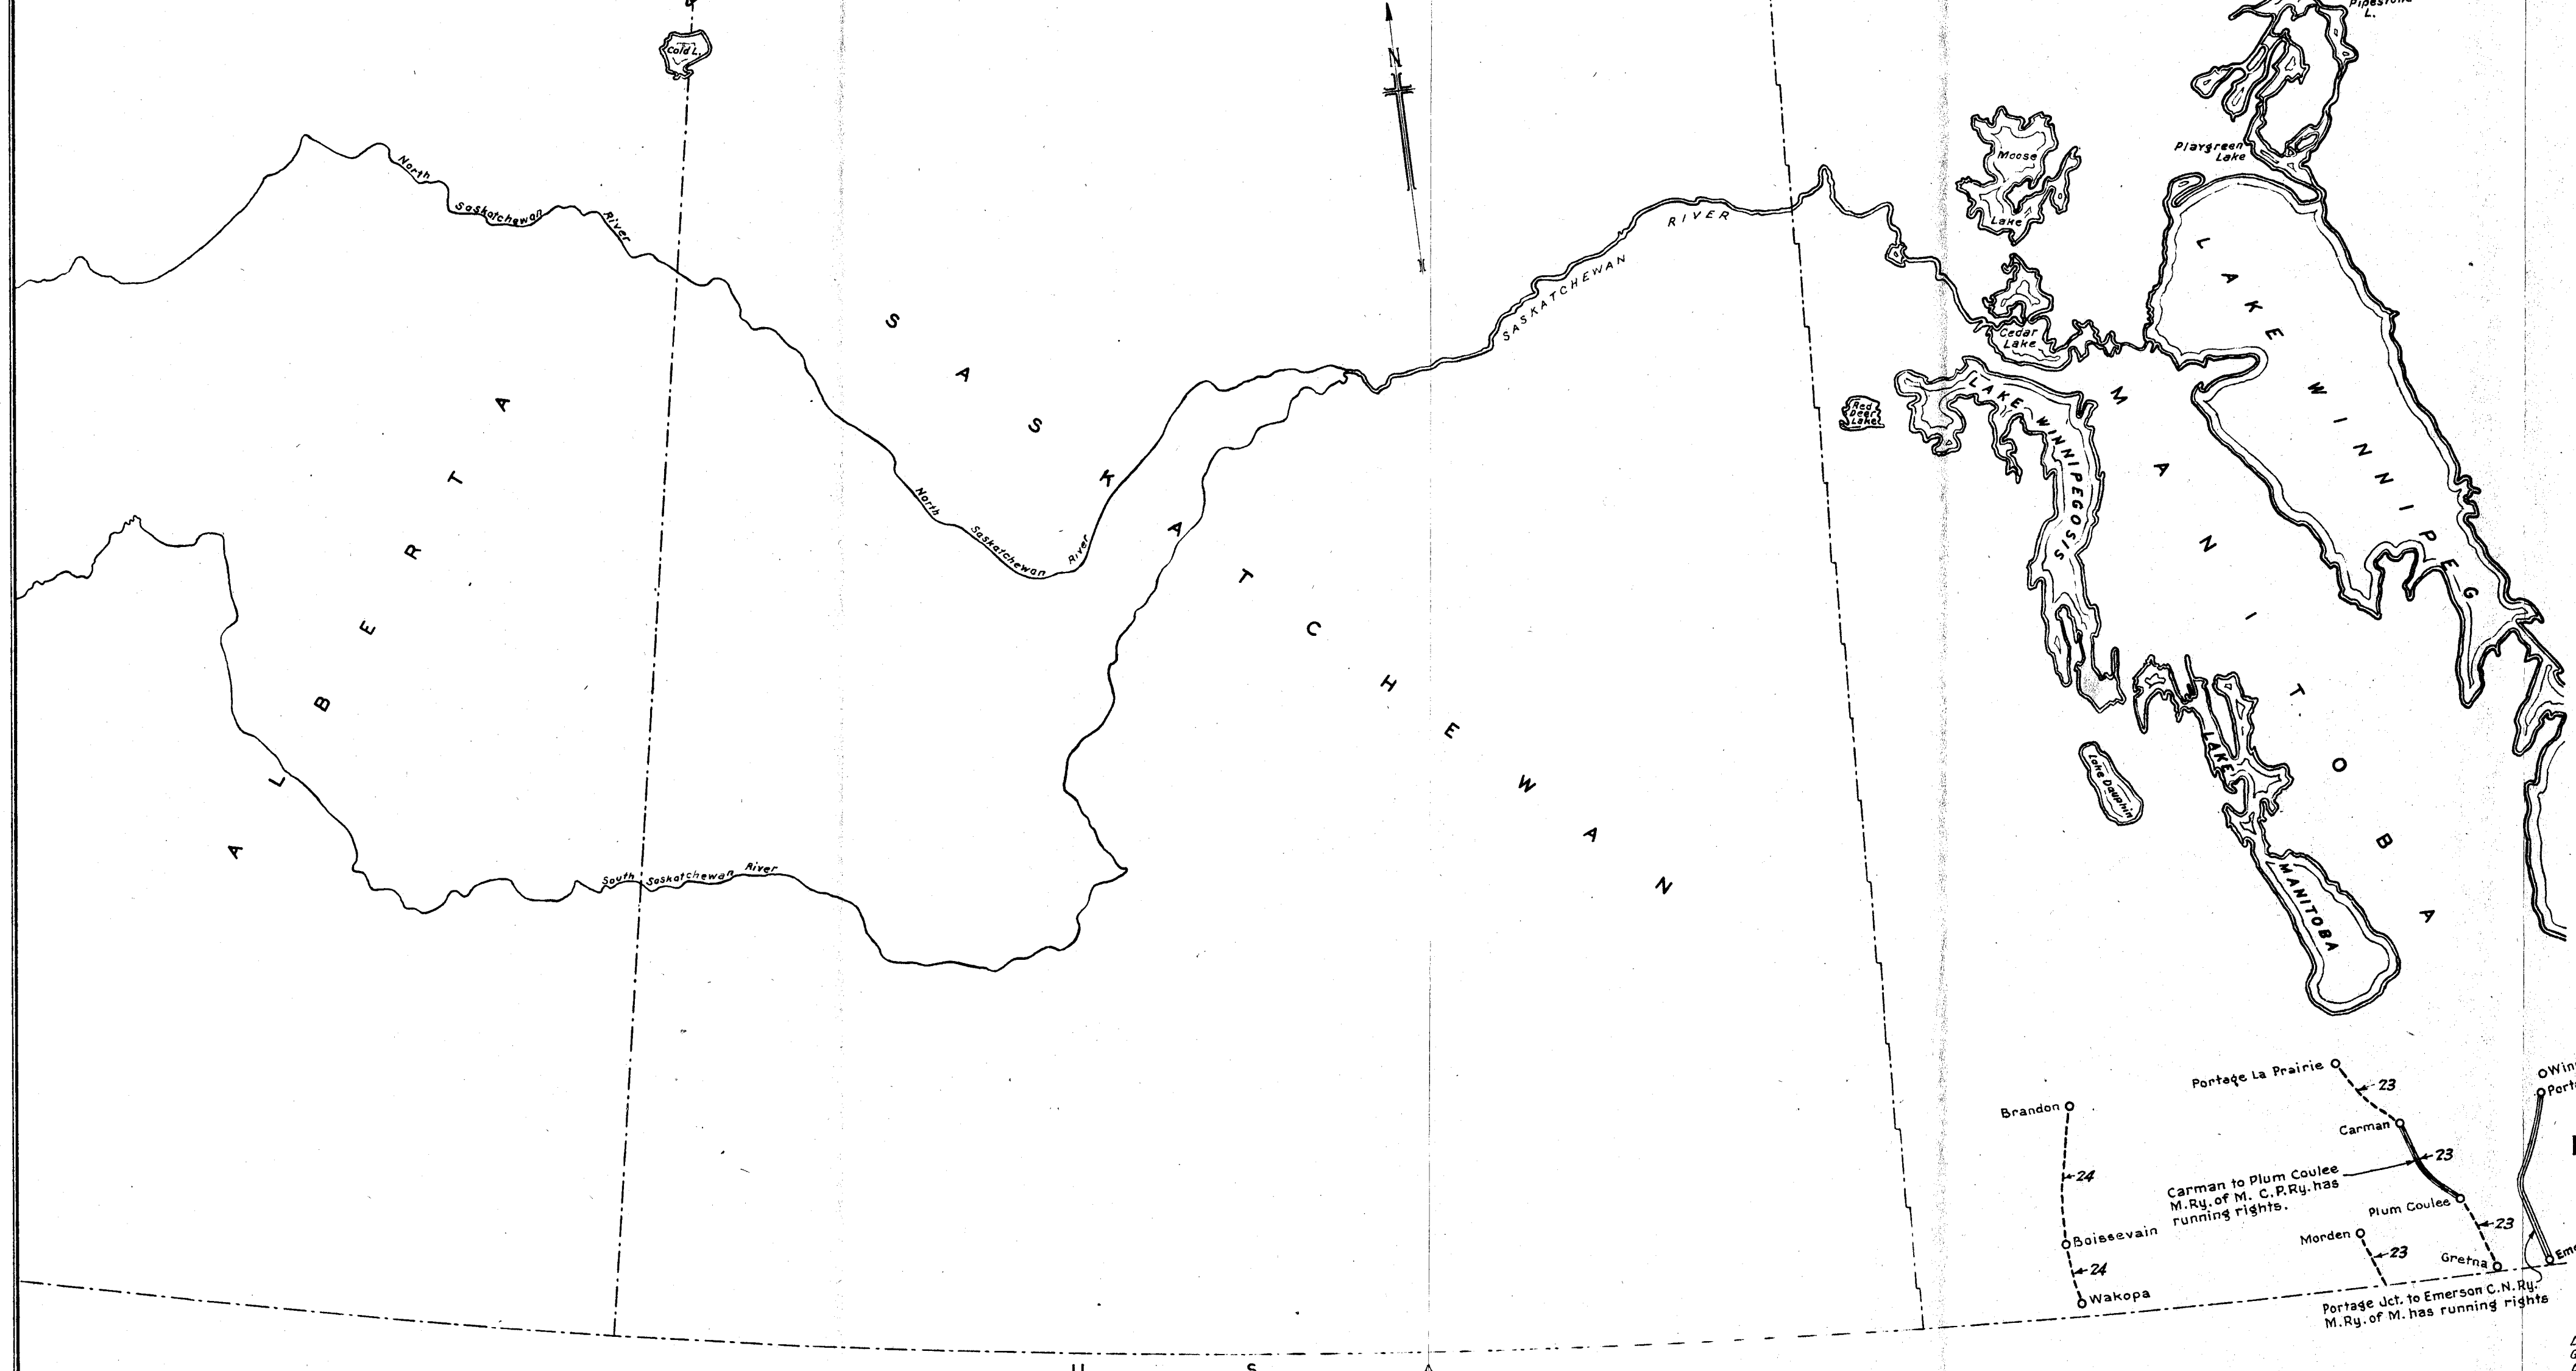 Cold L.
N
Pipestone
L.
Playgreen
Lake
Moose
Lake
North
Saskatchewan
River
SASKATCHEWAN
RIVER
Cedar
Lake
Red
Deer
Lake
LAKE WINNIPEGOSIS
LAKE WINNIPEG
North
Saskatchewan
River
ALBERTA
SASKATCHEWAN
MANITOBA
Lake Dauphin
LAKE
MANITOBA
South Saskatchewan River
Portage La Prairie
23
Brandon
Carman
23
24
Carman to Plum Coulee
M.Ry. of M. C.P.Ry. has
running rights.
Plum Coulee
23
Boissevain
Morden
23
Gretna
24
Wakopa
Portage Jct. to Emerson C.N.Ry.
M.Ry. of M. has running rights
U S A